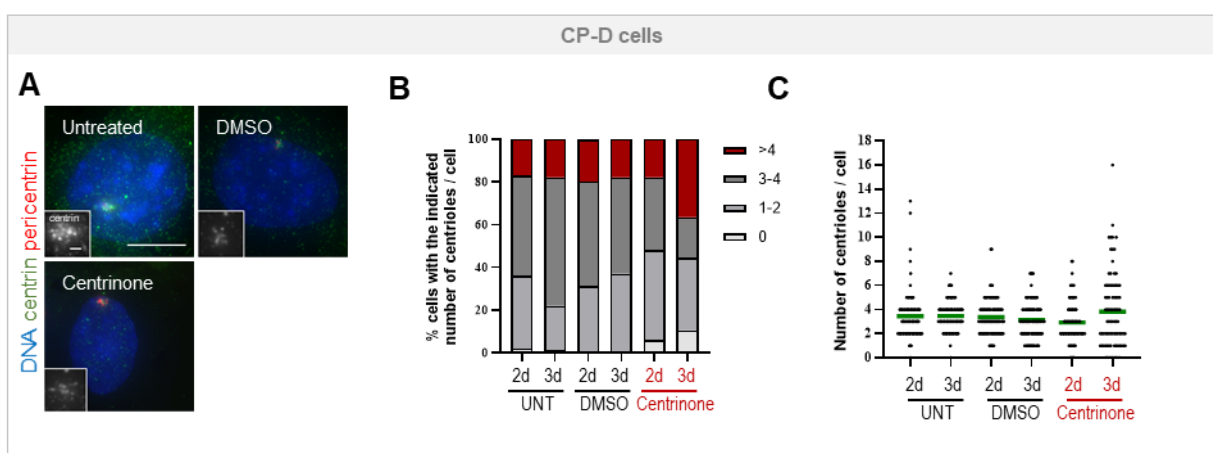 CP-D cells
A
Untreated
DMSO
centrin
Centrinone
DNA centrin pericentrin
B
% cells with the indicated
number of centrioles / cell
100
80
60
40
20
0
2d 3d 2d 3d 2d 3d
UNT DMSO Centrinone
>4
3-4
1-2
0
C
Number of centrioles / cell
18
16
14
12
10
8
6
4
2
0
2d 3d 2d 3d 2d 3d
UNT DMSO Centrinone